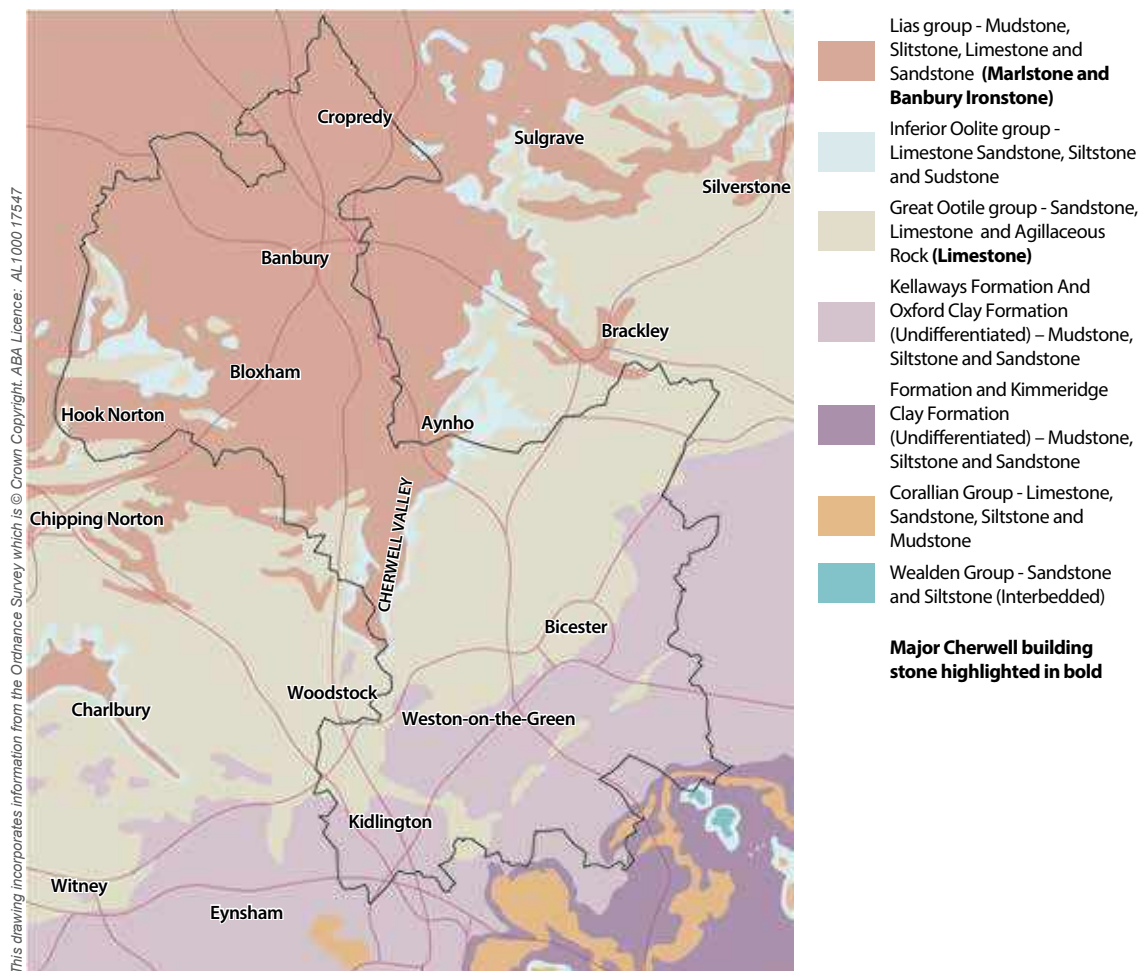 This drawing incorporates information from the Ordnance Survey which is © Crown Copyright. ABA Licence: AL1000 17547
Cropredy
Sulgrave
Silverstone
Banbury
Brackley
Bloxham
Hook Norton
Aynho
CHERWELL VALLEY
Chipping Norton
Bicester
Woodstock
Charlbury
Weston-on-the-Green
Kidlington
Witney
Eynsham
Lias group - Mudstone,
Slitstone, Limestone and
Sandstone (Marlstone and
Banbury Ironstone)
Inferior Oolite group -
Limestone Sandstone, Siltstone
and Sudstone
Great Ootile group - Sandstone,
Limestone and Agillaceous
Rock (Limestone)
Kellaways Formation And
Oxford Clay Formation
(Undifferentiated) – Mudstone,
Siltstone and Sandstone
Formation and Kimmeridge
Clay Formation
(Undifferentiated) – Mudstone,
Siltstone and Sandstone
Corallian Group - Limestone,
Sandstone, Siltstone and
Mudstone
Wealden Group - Sandstone
and Siltstone (Interbedded)
Major Cherwell building
stone highlighted in bold